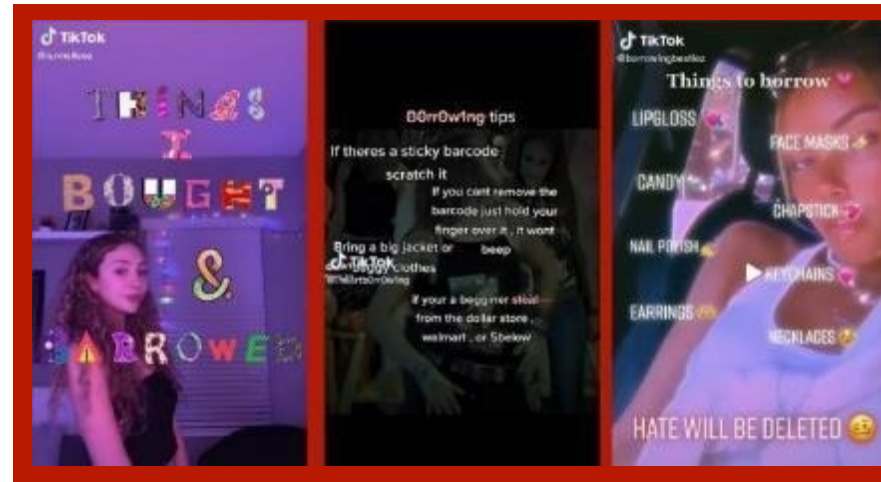 TikTok
THINGS
I
BOUGHT
&
BARROWED
B0rr0w1ng tips
If theres a sticky barcode
scratch it
If you cant remove the
barcode just hold your
finger over it , it wont
beep
Bring a big jacket or
baggy clothes
TikTok
if your a begginer steal
from the dollar store ,
walmart , or 5below
TikTok
@borrowingbestiez
Things to borrow
LIPGLOSS
FACE MASKS
CANDY
CHAPSTICK
NAIL POLISH
KEYCHAINS
EARRINGS
NECKLACES
HATE WILL BE DELETED